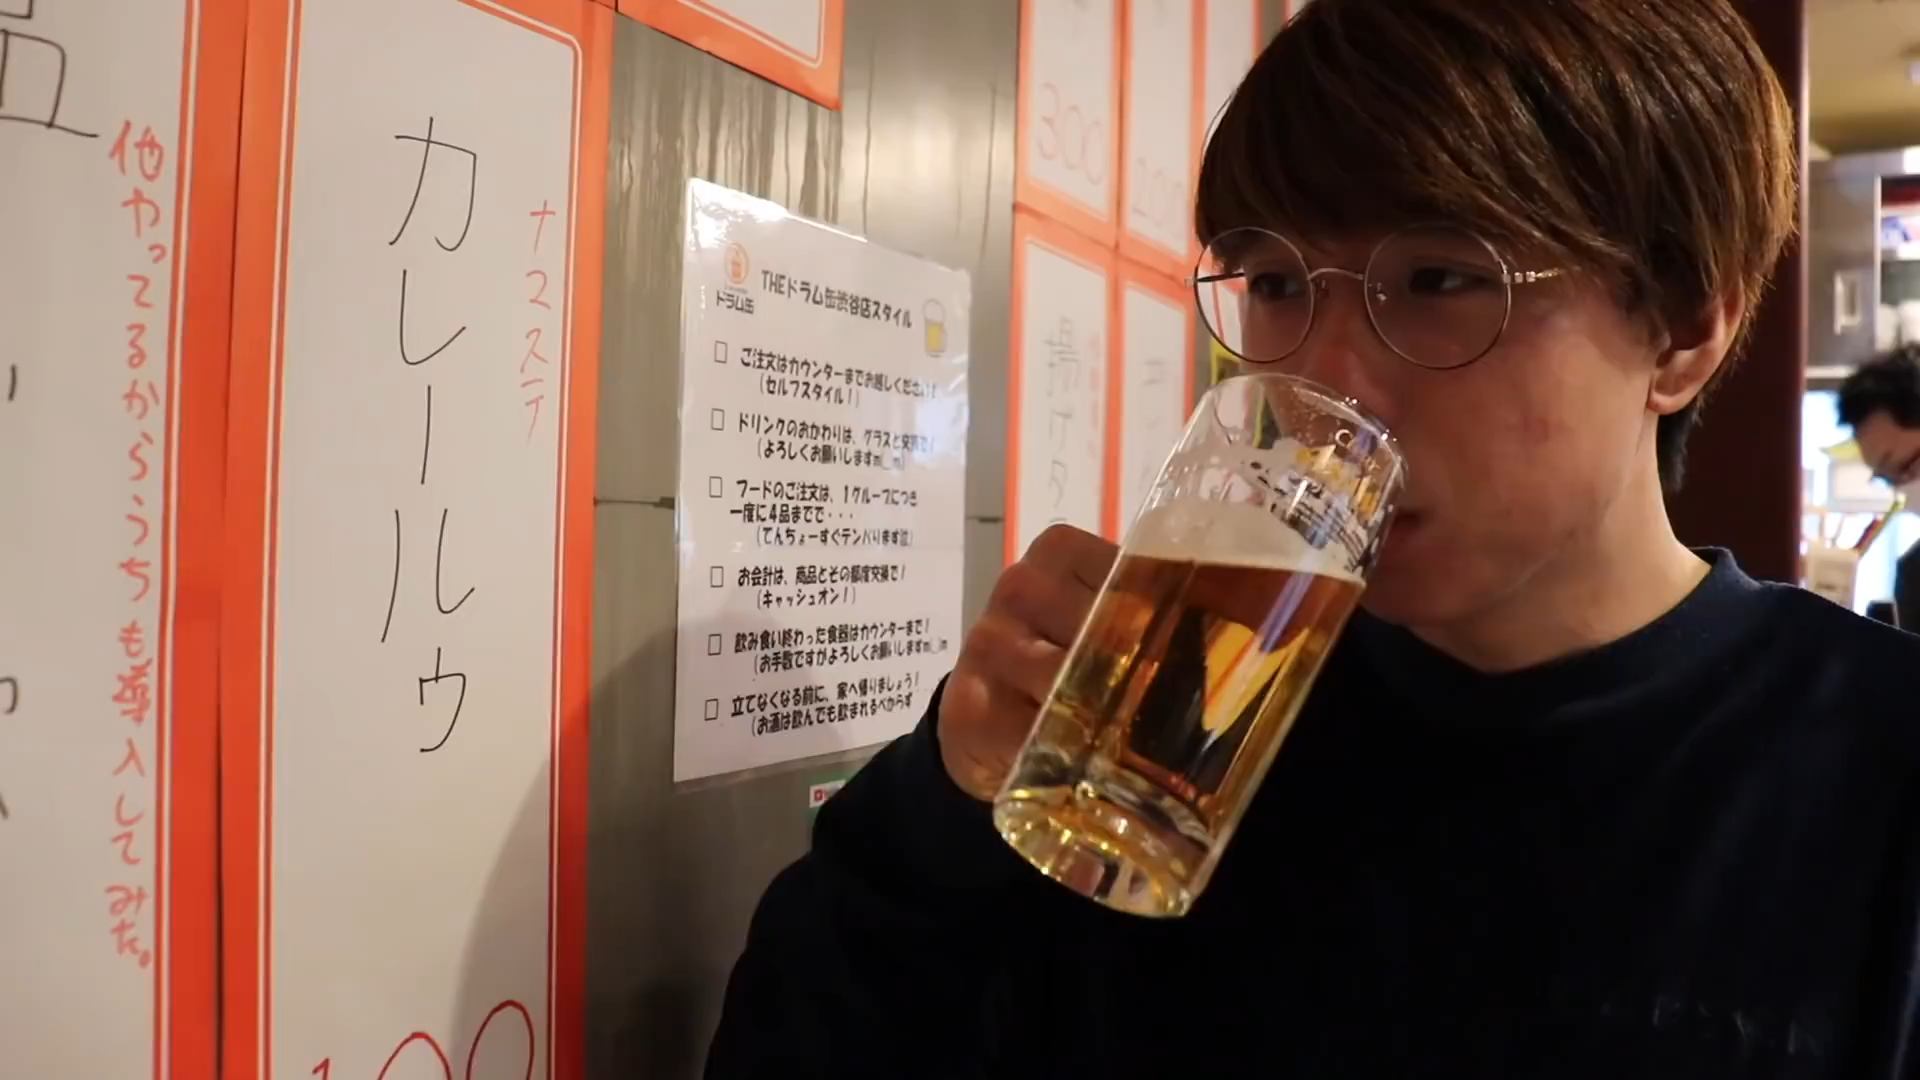 他やってるからうちも導入してみた。
カレールウ
ナマステ
100
ドラム缶
THEドラム缶渋谷店スタイル
□ ご注文はカウンターまでお越しください！
（セルフスタイル！）
□ ドリンクのおかわりは、グラスと交換で！
（よろしくお願いしますm(_)m）
□ フードのご注文は、1グループにつき
一度に4品までで・・・
（てんちょーすぐテンパります泣）
□ お会計は、商品とその都度交換で！
（キャッシュオン！）
□ 飲み食い終わった食器はカウンターまで！
（お手数ですがよろしくお願いしますm(_)m
□ 立てなくなる前に、家へ帰りましょう！
（お酒は飲んでも飲まれるべからず
300
200
揚げタ